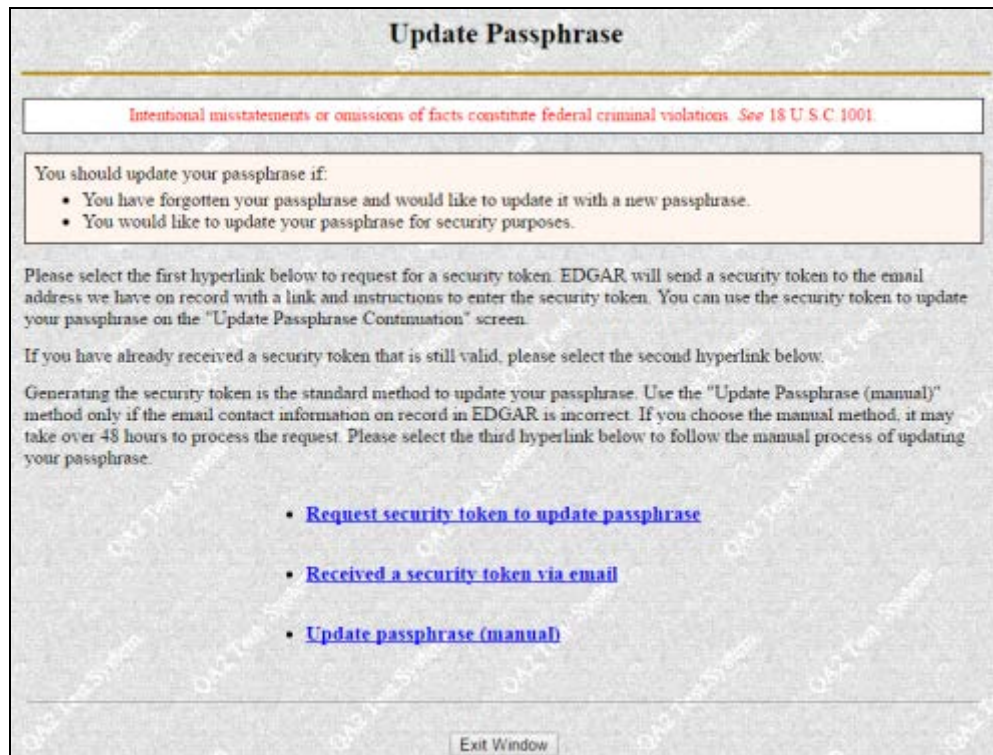 Update Passphrase
Intentional misstatements or omissions of facts constitute federal criminal violations. See 18 U.S.C.1001.
You should update your passphrase if:
• You have forgotten your passphrase and would like to update it with a new passphrase.
• You would like to update your passphrase for security purposes.
Please select the first hyperlink below to request for a security token. EDGAR will send a security token to the email
address we have on record with a link and instructions to enter the security token. You can use the security token to update
your passphrase on the "Update Passphrase Continuation" screen.
If you have already received a security token that is still valid, please select the second hyperlink below.
Generating the security token is the standard method to update your passphrase. Use the "Update Passphrase (manual)"
method only if the email contact information on record in EDGAR is incorrect. If you choose the manual method, it may
take over 48 hours to process the request. Please select the third hyperlink below to follow the manual process of updating
your passphrase.
• Request security token to update passphrase
• Received a security token via email
• Update passphrase (manual)
Exit Window
QA2 Test System